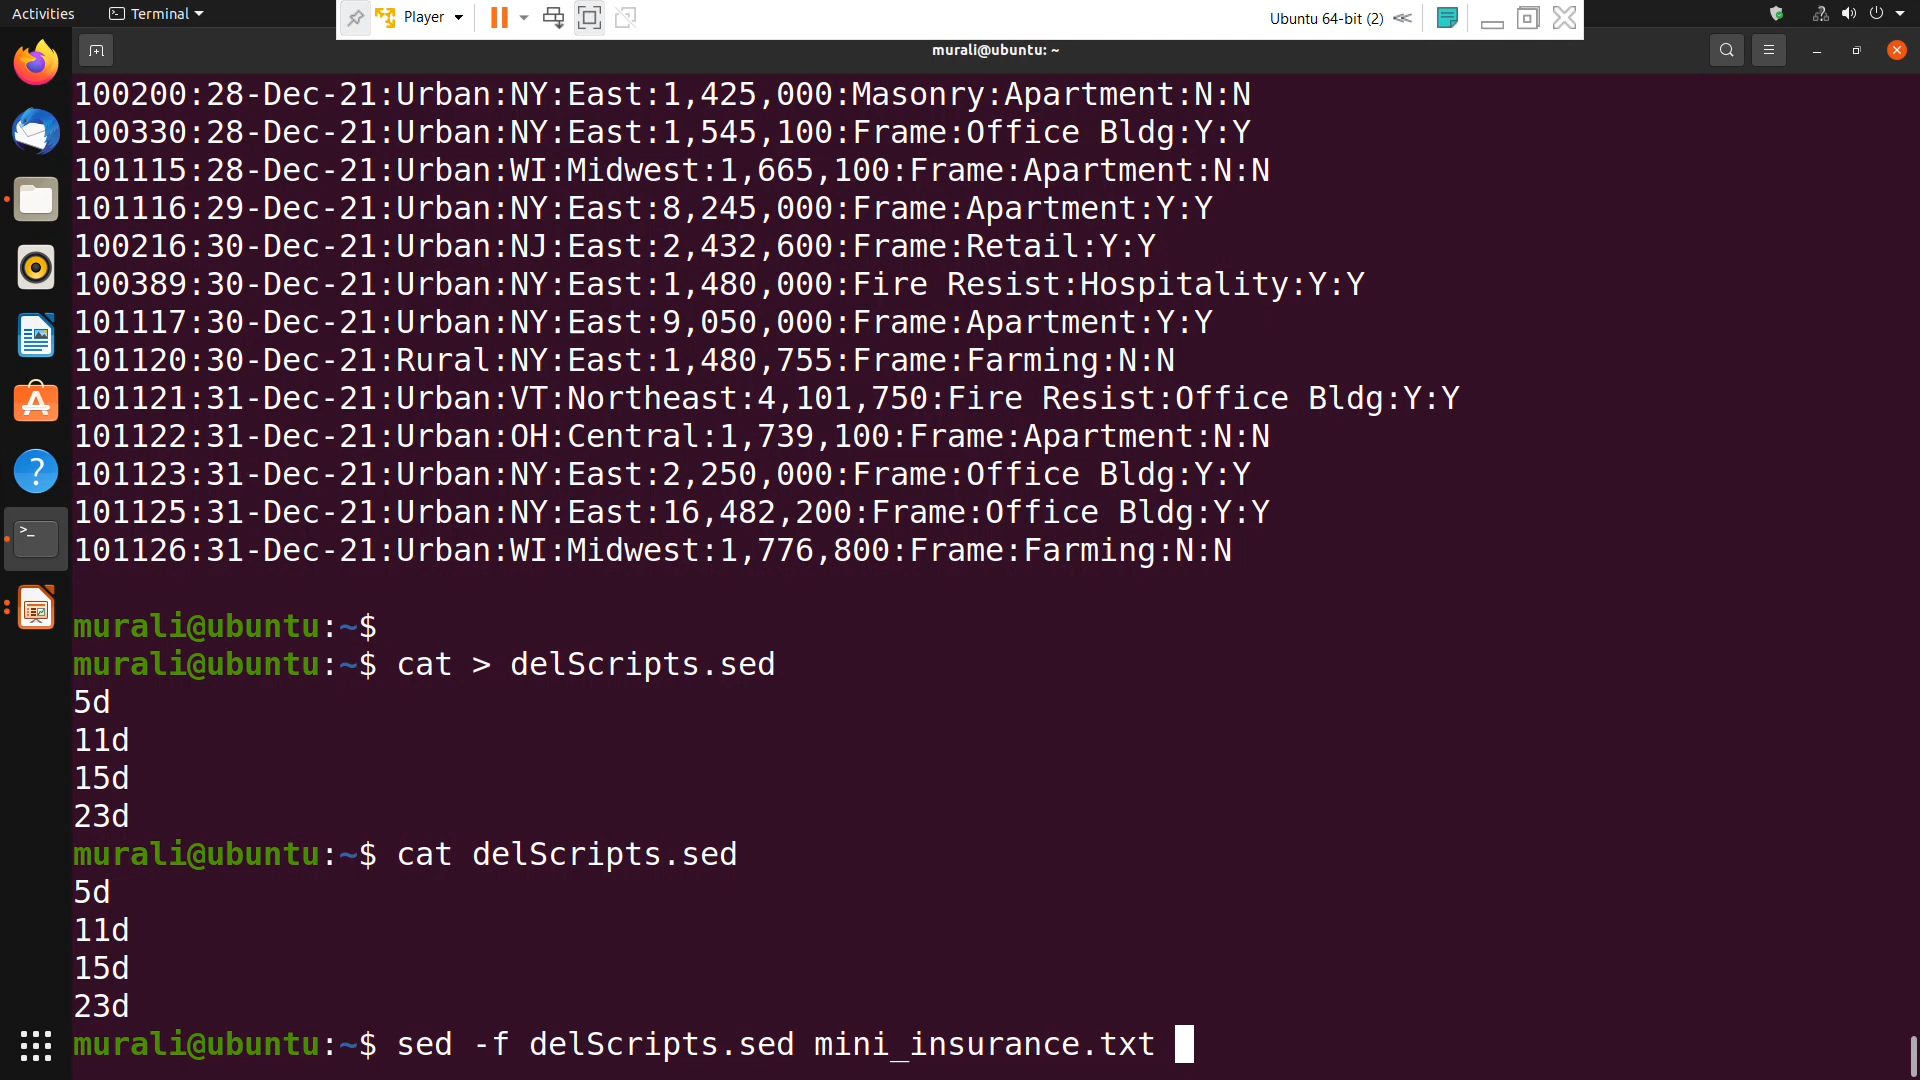 Activities
Terminal
Player
Ubuntu 64-bit (2)
murali@ubuntu: ~
100200:28-Dec-21:Urban:NY:East:1,425,000:Masonry:Apartment:N:N
100330:28-Dec-21:Urban:NY:East:1,545,100:Frame:Office Bldg:Y:Y
101115:28-Dec-21:Urban:WI:Midwest:1,665,100:Frame:Apartment:N:N
101116:29-Dec-21:Urban:NY:East:8,245,000:Frame:Apartment:Y:Y
100216:30-Dec-21:Urban:NJ:East:2,432,600:Frame:Retail:Y:Y
100389:30-Dec-21:Urban:NY:East:1,480,000:Fire Resist:Hospitality:Y:Y
101117:30-Dec-21:Urban:NY:East:9,050,000:Frame:Apartment:Y:Y
101120:30-Dec-21:Rural:NY:East:1,480,755:Frame:Farming:N:N
101121:31-Dec-21:Urban:VT:Northeast:4,101,750:Fire Resist:Office Bldg:Y:Y
101122:31-Dec-21:Urban:OH:Central:1,739,100:Frame:Apartment:N:N
101123:31-Dec-21:Urban:NY:East:2,250,000:Frame:Office Bldg:Y:Y
101125:31-Dec-21:Urban:NY:East:16,482,200:Frame:Office Bldg:Y:Y
101126:31-Dec-21:Urban:WI:Midwest:1,776,800:Frame:Farming:N:N
murali@ubuntu:~$
murali@ubuntu:~$ cat > delScripts.sed
5d
11d
15d
23d
murali@ubuntu:~$ cat delScripts.sed
5d
11d
15d
23d
murali@ubuntu:~$ sed -f delScripts.sed mini_insurance.txt